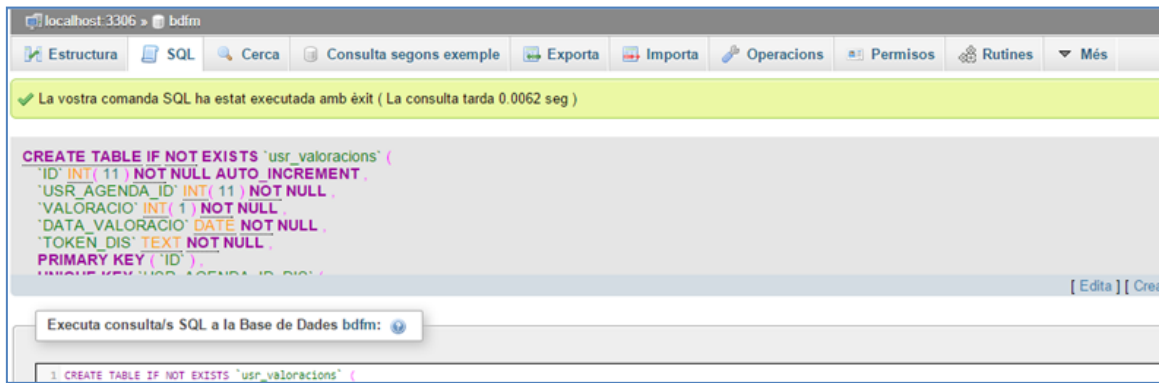 localhost:3306 » bdfm
Estructura SQL Cerca Consulta segons exemple Exporta Importa Operacions Permisos Rutines Més
La vostra comanda SQL ha estat executada amb èxit ( La consulta tarda 0.0062 seg )
CREATE TABLE IF NOT EXISTS `usr_valoracions` (
`ID` INT( 11 ) NOT NULL AUTO_INCREMENT ,
`USR_AGENDA_ID` INT( 11 ) NOT NULL ,
`VALORACIO` INT( 1 ) NOT NULL ,
`DATA_VALORACIO` DATE NOT NULL ,
`TOKEN_DIS` TEXT NOT NULL ,
PRIMARY KEY ( `ID` ) ,
UNIQUE KEY `USR_AGENDA_ID_DIS` (
[ Edita ] [ Crea
Executa consulta/s SQL a la Base de Dades bdfm:
1 CREATE TABLE IF NOT EXISTS `usr_valoracions` (